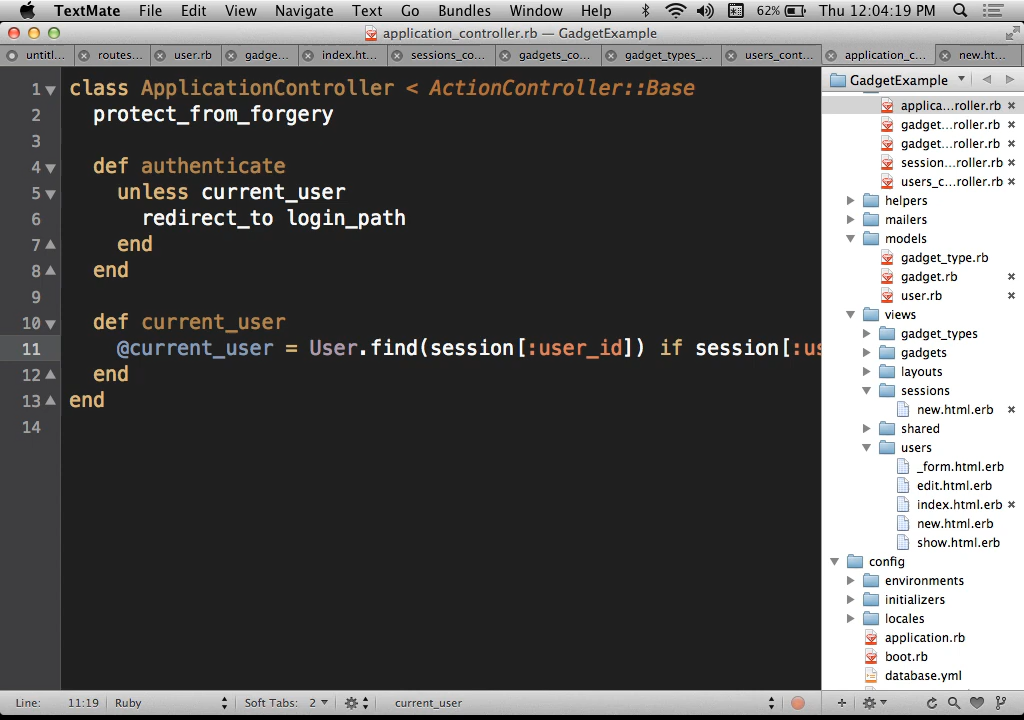 TextMate File Edit View Navigate Text Go Bundles Window Help 62% Thu 12:04:19 PM
application_controller.rb — GadgetExample
untitl... routes... user.rb gadge... index.ht... sessions_co... gadgets_co... gadget_types_... users_cont... application_c... new.ht...
1 class ApplicationController < ActionController::Base
2 protect_from_forgery
3
4 def authenticate
5 unless current_user
6 redirect_to login_path
7 end
8 end
9
10 def current_user
11 @current_user = User.find(session[:user_id]) if session[:us
12 end
13 end
14
GadgetExample
applica...roller.rb
gadget...roller.rb
gadget...roller.rb
session...roller.rb
users_c...roller.rb
helpers
mailers
models
gadget_type.rb
gadget.rb
user.rb
views
gadget_types
gadgets
layouts
sessions
new.html.erb
shared
users
_form.html.erb
edit.html.erb
index.html.erb
new.html.erb
show.html.erb
config
environments
initializers
locales
application.rb
boot.rb
database.yml
Line: 11:19 Ruby Soft Tabs: 2 current_user